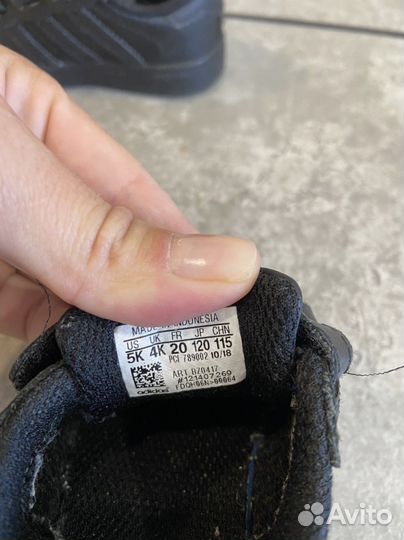 MADE IN INDONESIA
US UK FR JP CHN
5K 4K 20 120 115
PCI 789002 10/18
ART. BZ0417
#121407269
adidas
Avito